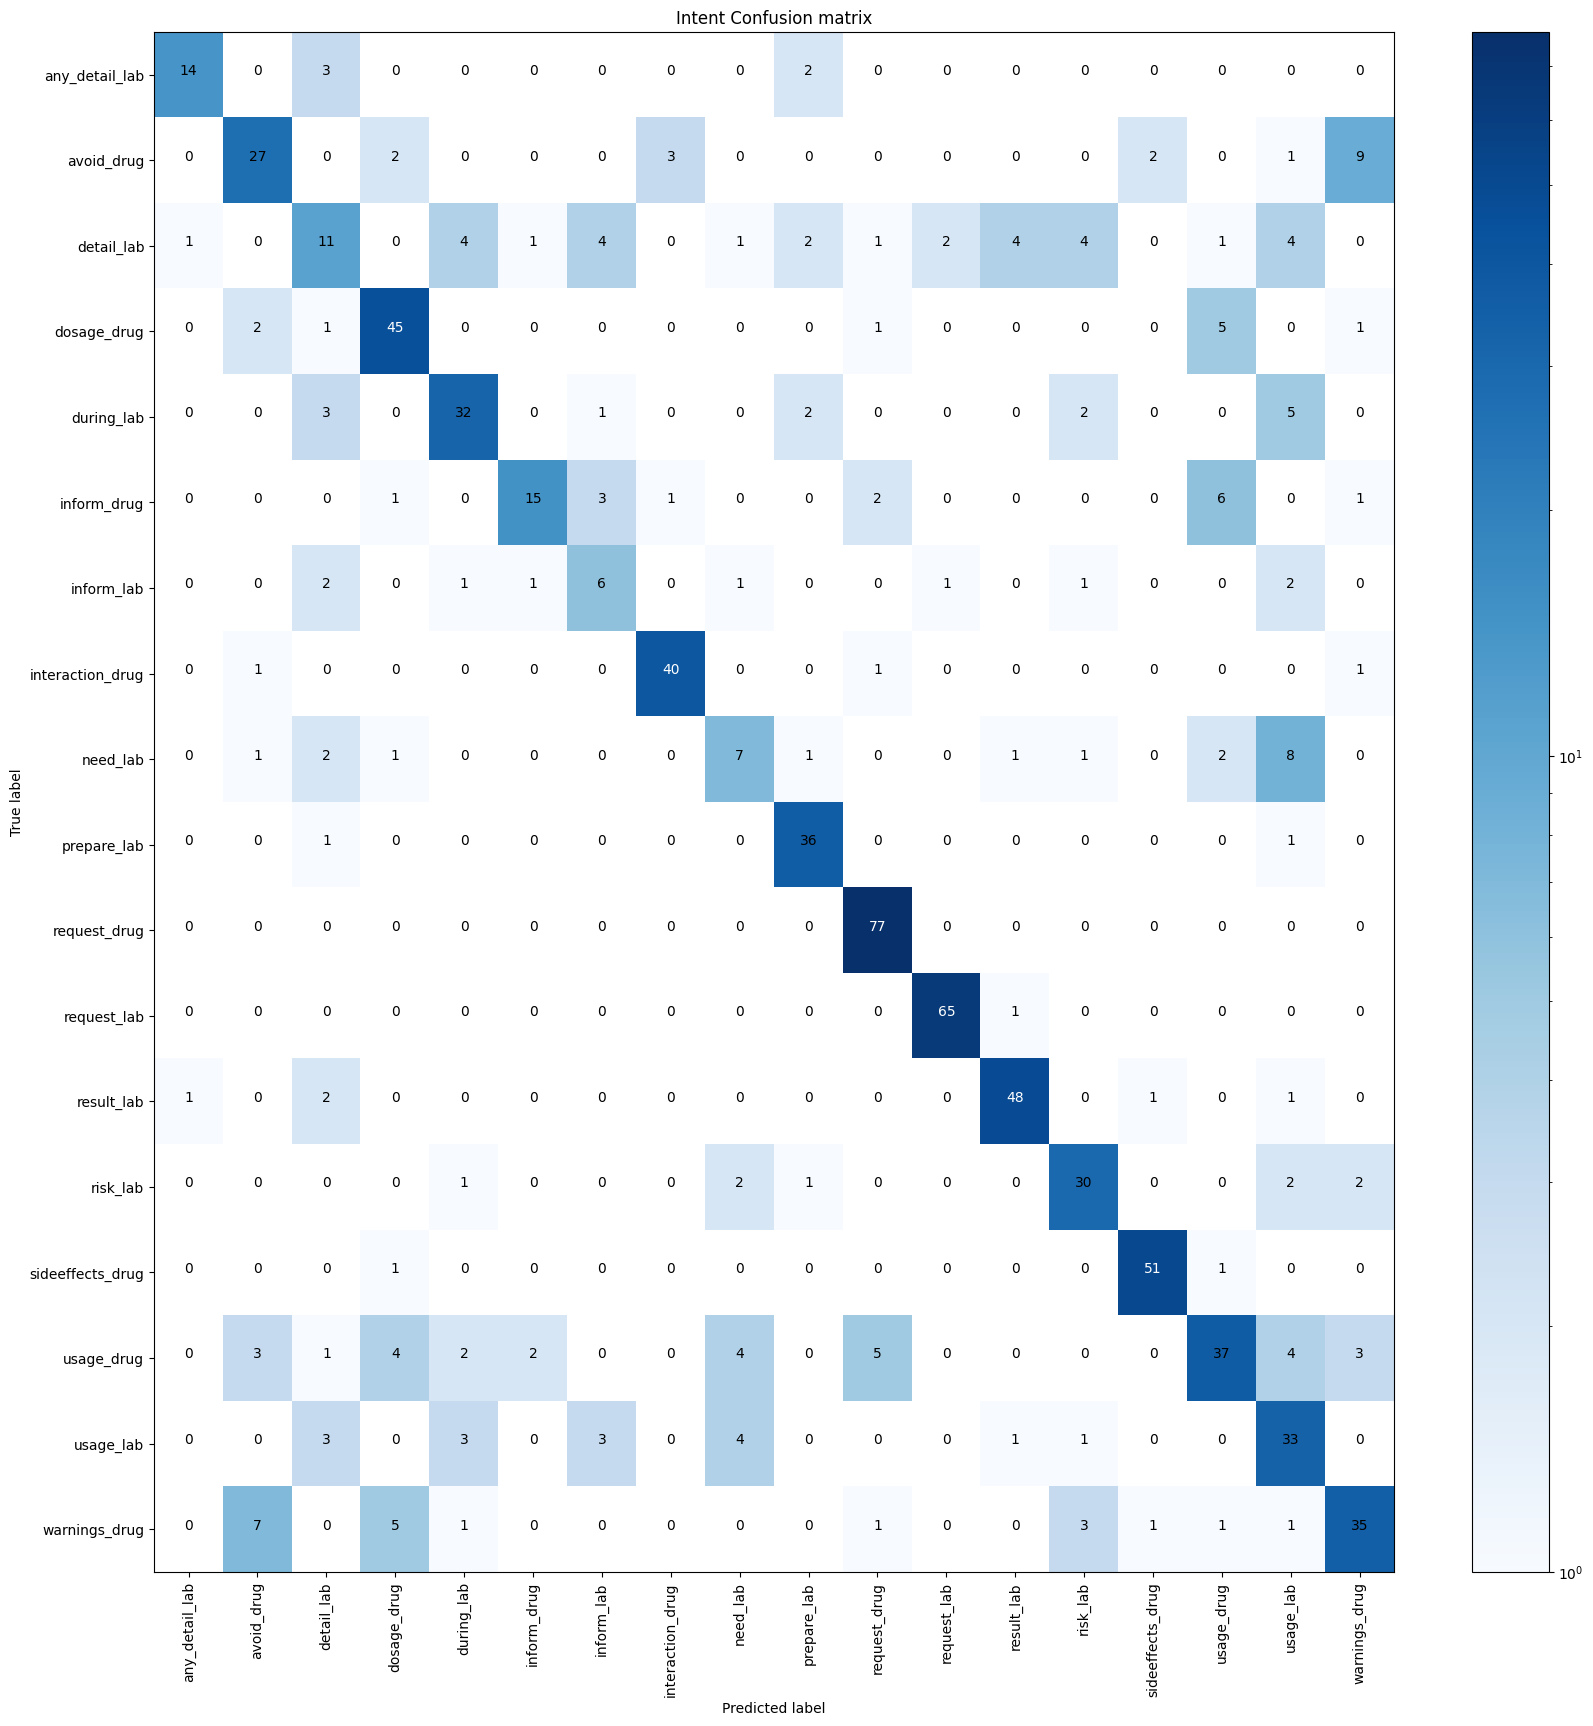 Intent Confusion matrix
any_detail_lab 14 0 3 0 0 0 0 0 0 2 0 0 0 0 0 0 0 0
avoid_drug 0 27 0 2 0 0 0 3 0 0 0 0 0 0 2 0 1 9
detail_lab 1 0 11 0 4 1 4 0 1 2 1 2 4 4 0 1 4 0
dosage_drug 0 2 1 45 0 0 0 0 0 0 1 0 0 0 0 5 0 1
during_lab 0 0 3 0 32 0 1 0 0 2 0 0 0 2 0 0 5 0
inform_drug 0 0 0 1 0 15 3 1 0 0 2 0 0 0 0 6 0 1
inform_lab 0 0 2 0 1 1 6 0 1 0 0 1 0 1 0 0 2 0
interaction_drug 0 1 0 0 0 0 0 40 0 0 1 0 0 0 0 0 0 1
need_lab 0 1 2 1 0 0 0 0 7 1 0 0 1 1 0 2 8 0
10¹
True label
prepare_lab 0 0 1 0 0 0 0 0 0 36 0 0 0 0 0 0 1 0
request_drug 0 0 0 0 0 0 0 0 0 0 77 0 0 0 0 0 0 0
request_lab 0 0 0 0 0 0 0 0 0 0 0 65 1 0 0 0 0 0
result_lab 1 0 2 0 0 0 0 0 0 0 0 0 48 0 1 0 1 0
risk_lab 0 0 0 0 1 0 0 0 2 1 0 0 0 30 0 0 2 2
sideeffects_drug 0 0 0 1 0 0 0 0 0 0 0 0 0 0 51 1 0 0
usage_drug 0 3 1 4 2 2 0 0 4 0 5 0 0 0 0 37 4 3
usage_lab 0 0 3 0 3 0 3 0 4 0 0 0 1 1 0 0 33 0
warnings_drug 0 7 0 5 1 0 0 0 0 0 1 0 0 3 1 1 1 35
10⁰
any_detail_lab
avoid_drug
detail_lab
dosage_drug
during_lab
inform_drug
inform_lab
interaction_drug
need_lab
prepare_lab
request_drug
request_lab
result_lab
risk_lab
sideeffects_drug
usage_drug
usage_lab
warnings_drug
Predicted label